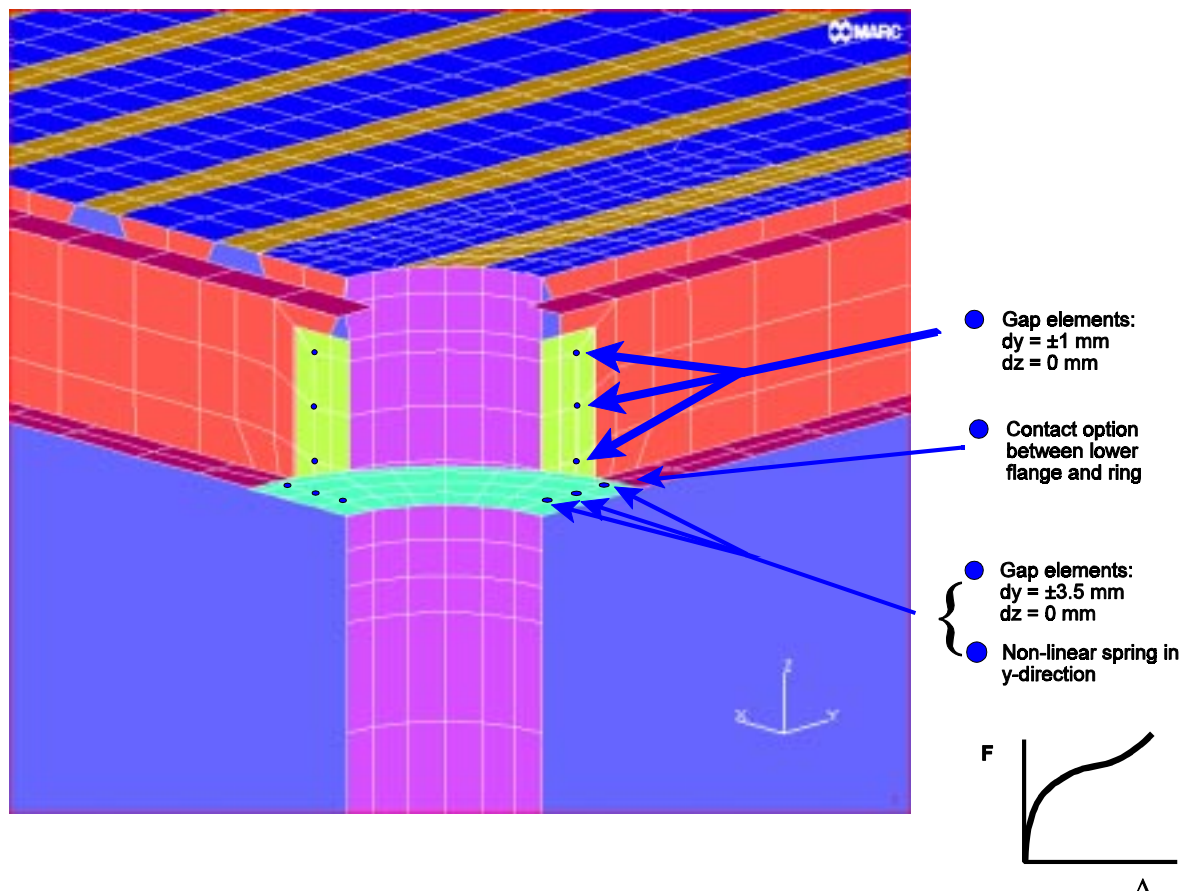 MARC
Gap elements:
dy = ±1 mm
dz = 0 mm
Contact option
between lower
flange and ring
Gap elements:
dy = ±3.5 mm
dz = 0 mm
{
Non-linear spring in
y-direction
Z
X
Y
F
Δ